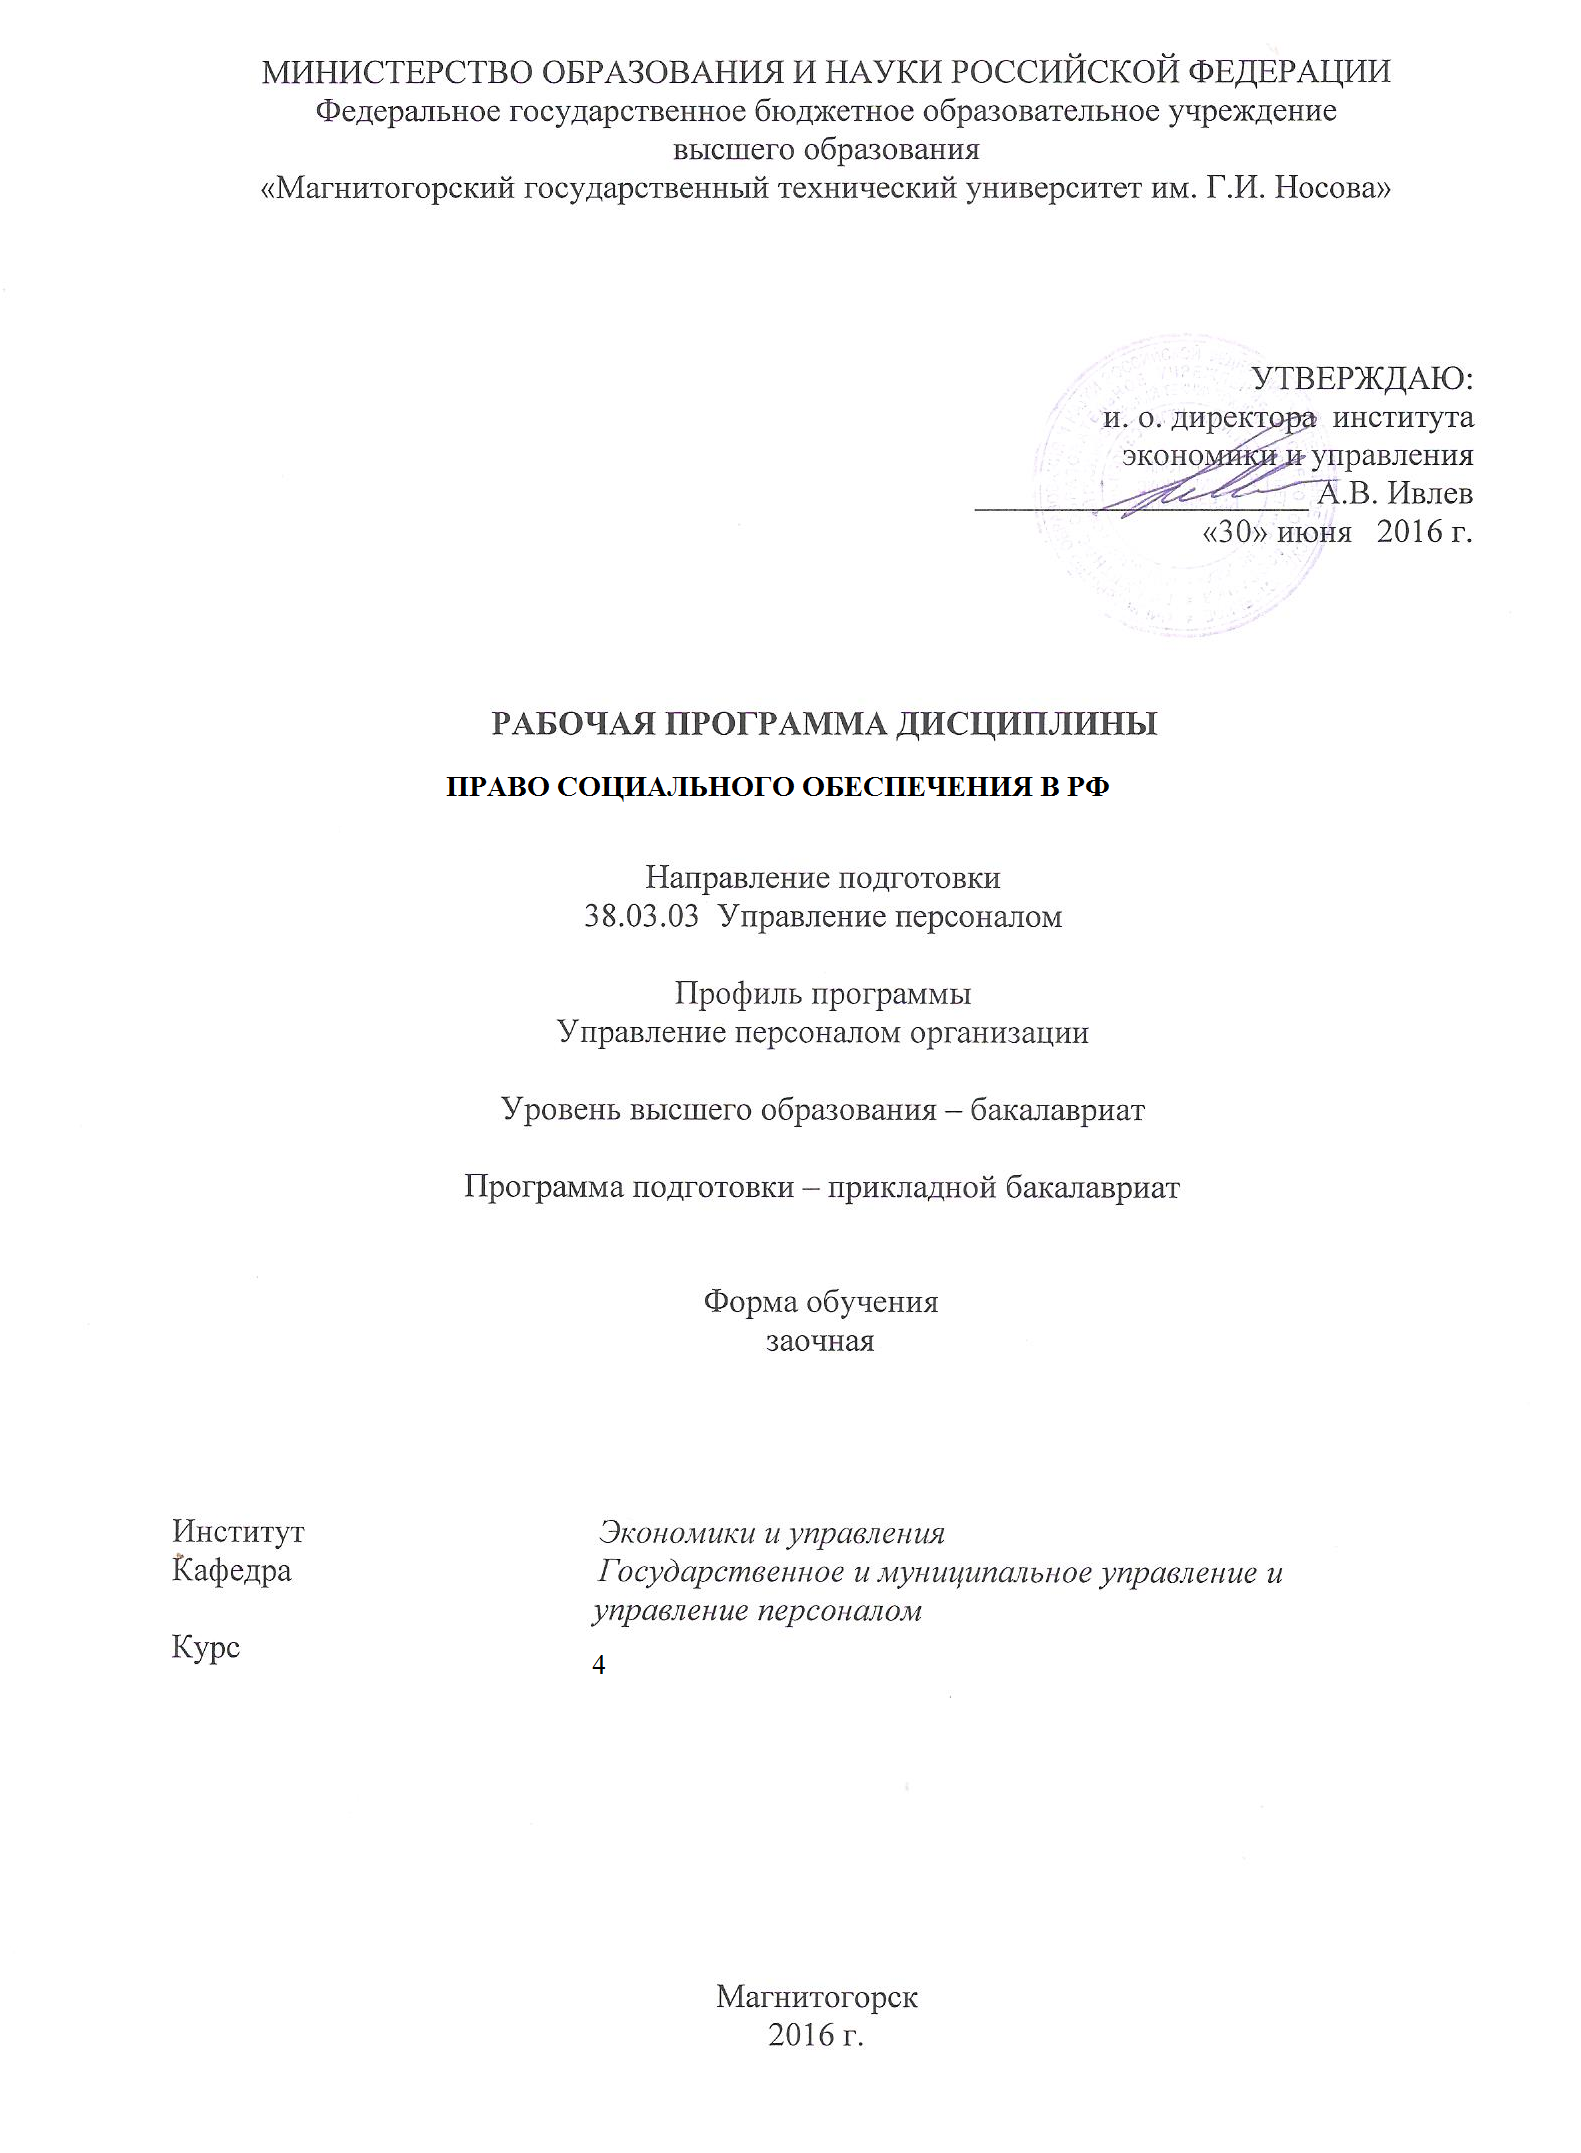 МИНИСТЕРСТВО ОБРАЗОВАНИЯ И НАУКИ РОССИЙСКОЙ ФЕДЕРАЦИИ
Федеральное государственное бюджетное образовательное учреждение
высшего образования
«Магнитогорский государственный технический университет им. Г.И. Носова»
УТВЕРЖДАЮ:
и. о. директора института
экономики и управления
А.В. Ивлев
«30» июня 2016 г.
РАБОЧАЯ ПРОГРАММА ДИСЦИПЛИНЫ
ПРАВО СОЦИАЛЬНОГО ОБЕСПЕЧЕНИЯ В РФ
Направление подготовки
38.03.03 Управление персоналом
Профиль программы
Управление персоналом организации
Уровень высшего образования – бакалавриат
Программа подготовки – прикладной бакалавриат
Форма обучения
заочная
Институт Экономики и управления
Кафедра Государственное и муниципальное управление и
управление персоналом
Курс
4
Магнитогорск
2016 г.